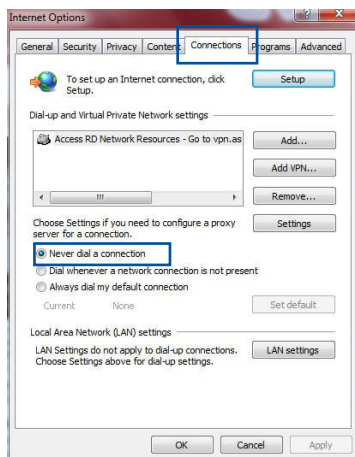 Internet Options
General Security Privacy Content Connections Programs Advanced
To set up an Internet connection, click
Setup.
Setup
Dial-up and Virtual Private Network settings
Access RD Network Resources - Go to vpn.as
Add...
Add VPN...
Remove...
Choose Settings if you need to configure a proxy
server for a connection.
Settings
Never dial a connection
Dial whenever a network connection is not present
Always dial my default connection
Current None
Set default
Local Area Network (LAN) settings
LAN Settings do not apply to dial-up connections.
Choose Settings above for dial-up settings.
LAN settings
OK Cancel Apply